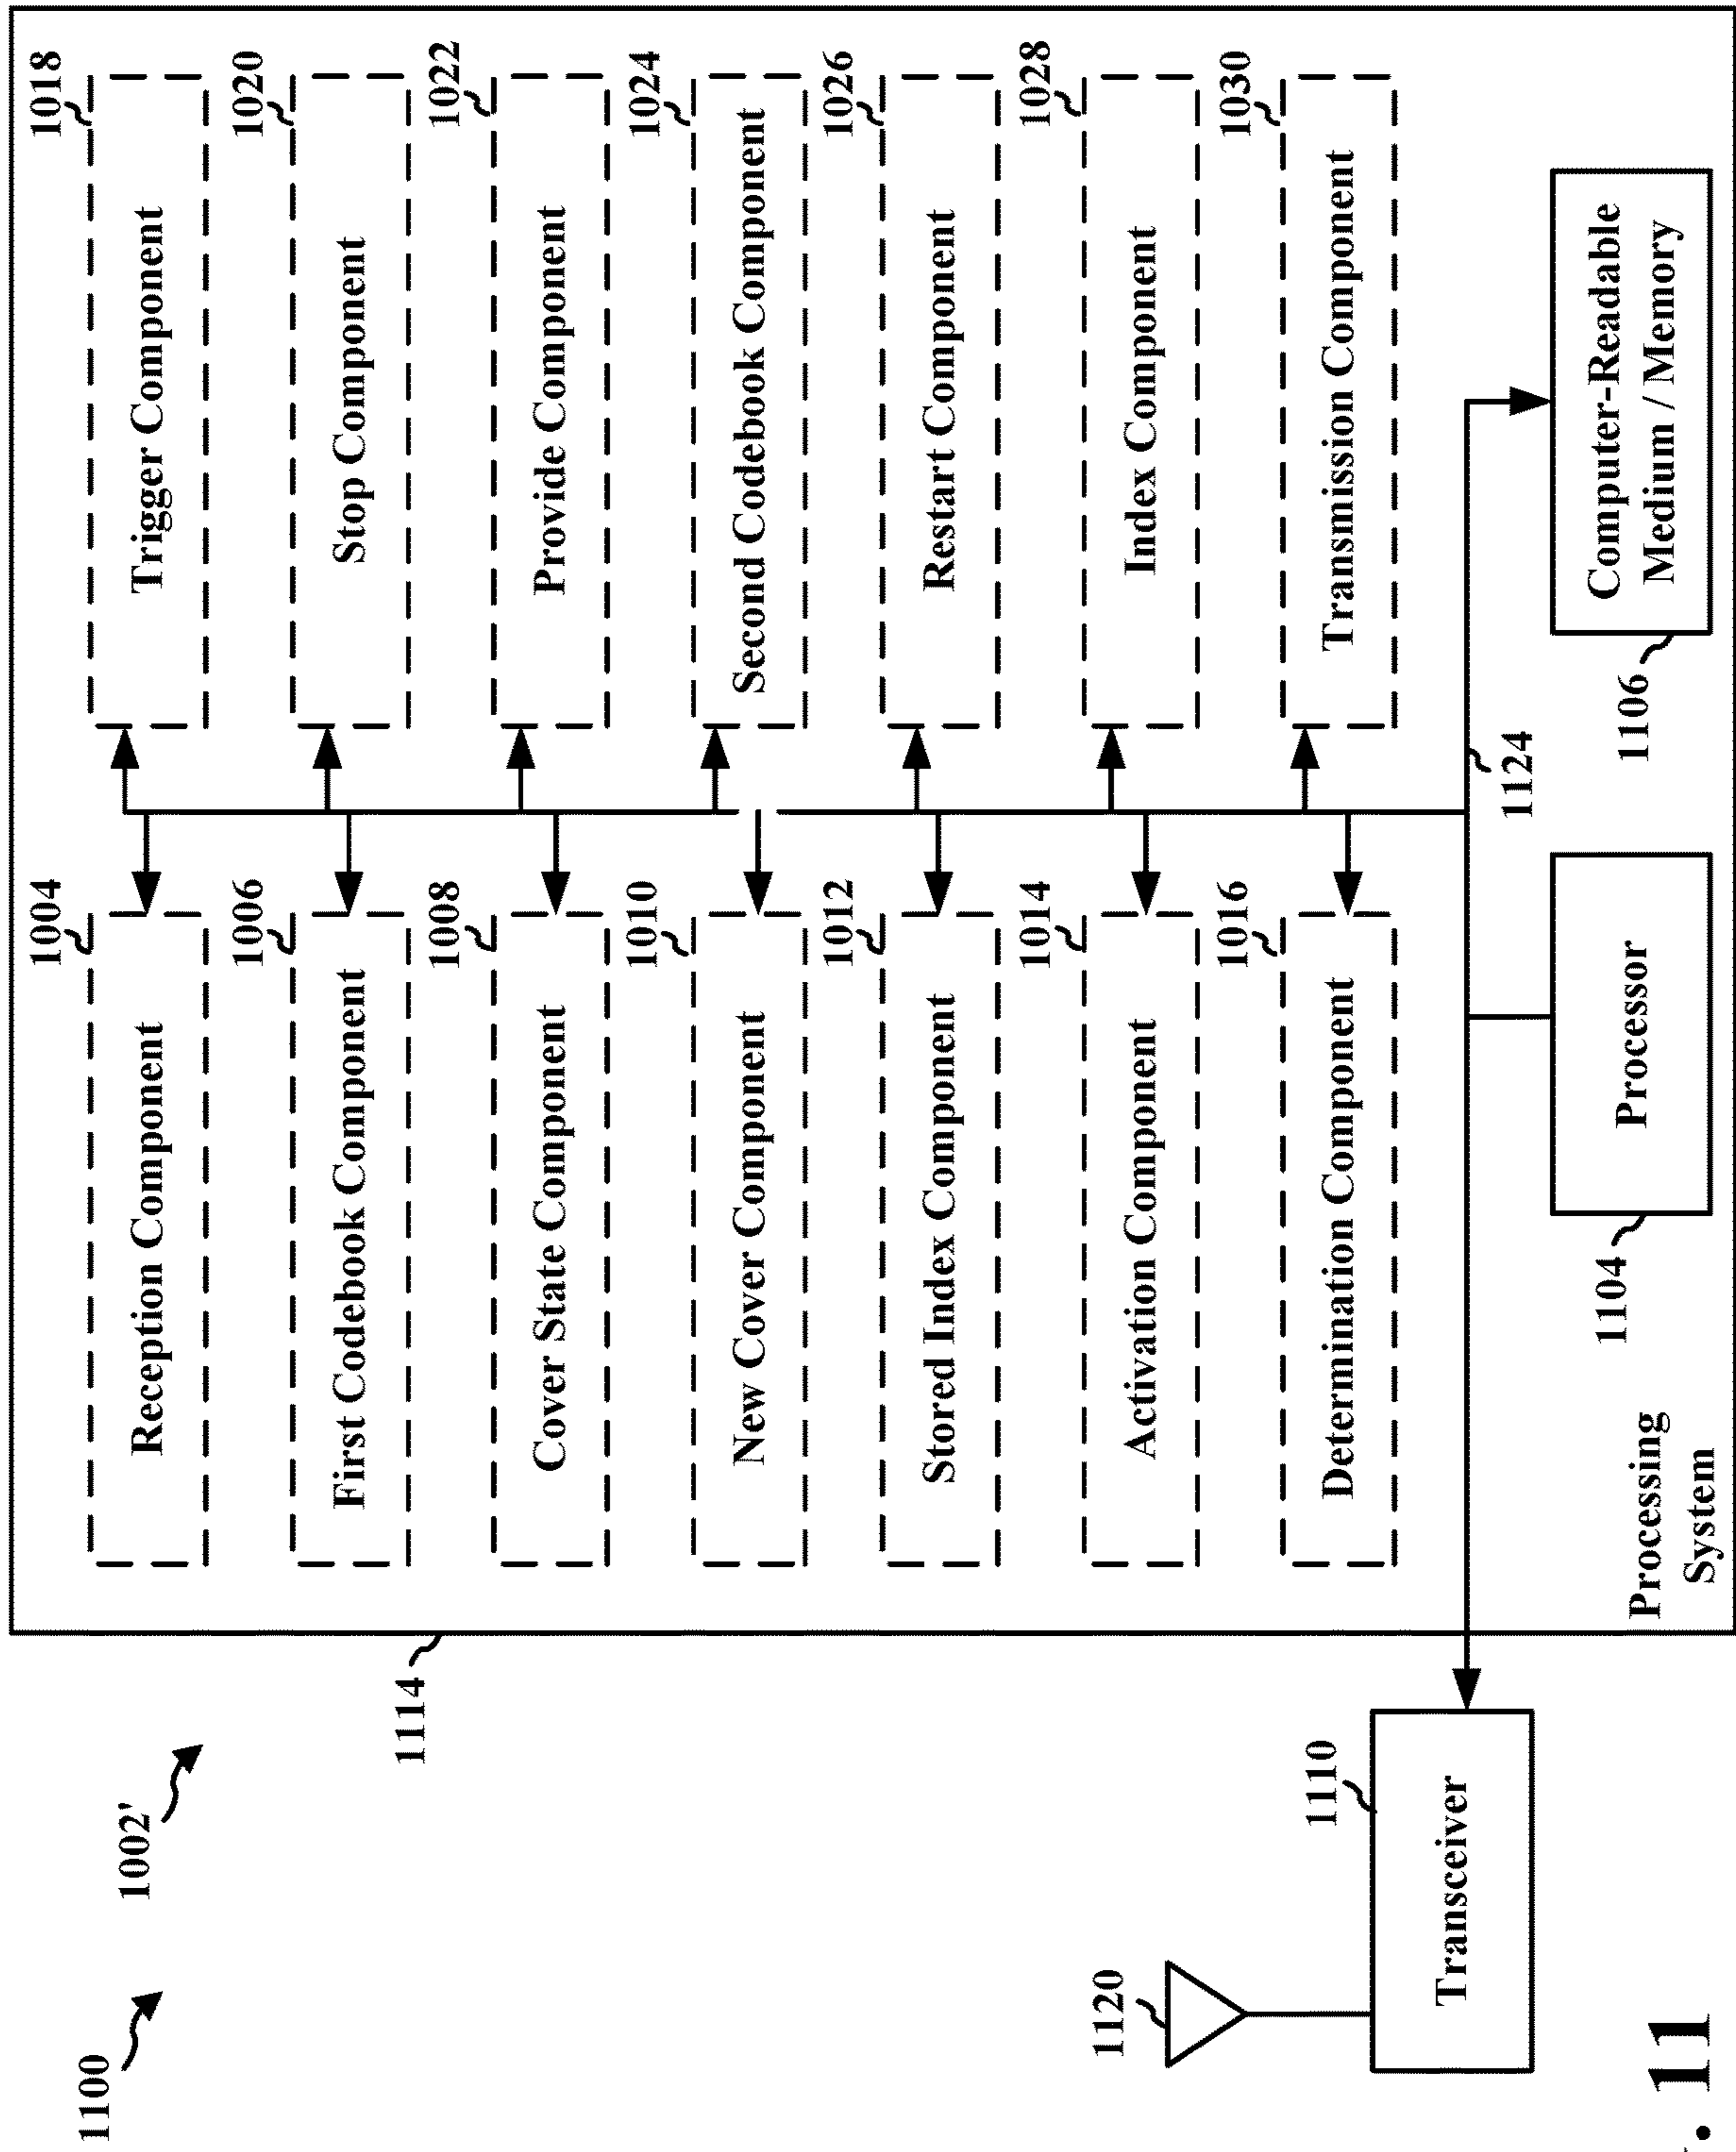 1100
1002'
1114
1004
Reception Component
1018
Trigger Component
1006
First Codebook Component
1020
Stop Component
1008
Cover State Component
1022
Provide Component
1010
New Cover Component
1024
Second Codebook Component
1012
Stored Index Component
1026
Restart Component
1014
Activation Component
1028
Index Component
1016
Determination Component
1030
Transmission Component
1120
1110
Transceiver
1124
1104
Processor
1106
Computer-Readable
Medium / Memory
Processing
System
. 11